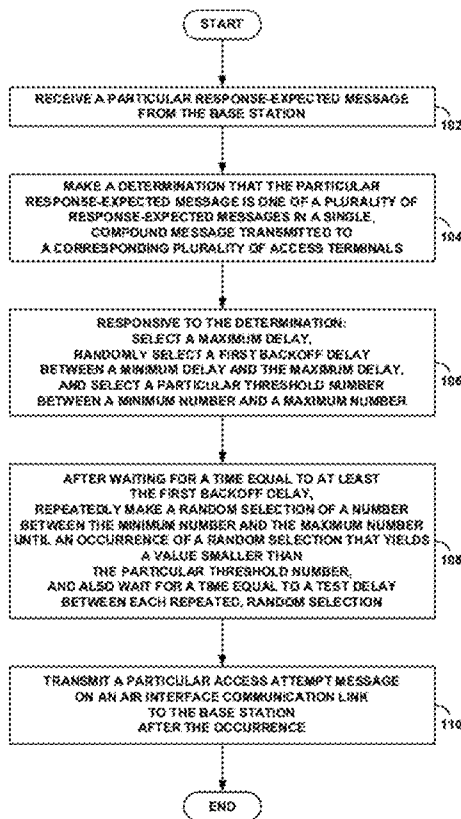 START
RECEIVE A PARTICULAR RESPONSE-EXPECTED MESSAGE
FROM THE BASE STATION
102
MAKE A DETERMINATION THAT THE PARTICULAR
RESPONSE-EXPECTED MESSAGE IS ONE OF A PLURALITY OF
RESPONSE-EXPECTED MESSAGES IN A SINGLE,
COMPOUND MESSAGE TRANSMITTED TO
A CORRESPONDING PLURALITY OF ACCESS TERMINALS
104
RESPONSIVE TO THE DETERMINATION:
SELECT A MAXIMUM DELAY,
RANDOMLY SELECT A FIRST BACKOFF DELAY
BETWEEN A MINIMUM DELAY AND THE MAXIMUM DELAY,
AND SELECT A PARTICULAR THRESHOLD NUMBER
BETWEEN A MINIMUM NUMBER AND A MAXIMUM NUMBER
106
AFTER WAITING FOR A TIME EQUAL TO AT LEAST
THE FIRST BACKOFF DELAY,
REPEATEDLY MAKE A RANDOM SELECTION OF A NUMBER
BETWEEN THE MINIMUM NUMBER AND THE MAXIMUM NUMBER
UNTIL AN OCCURRENCE OF A RANDOM SELECTION THAT YIELDS
A VALUE SMALLER THAN
THE PARTICULAR THRESHOLD NUMBER,
AND ALSO WAIT FOR A TIME EQUAL TO A TEST DELAY
BETWEEN EACH REPEATED, RANDOM SELECTION
108
TRANSMIT A PARTICULAR ACCESS ATTEMPT MESSAGE
ON AN AIR INTERFACE COMMUNICATION LINK
TO THE BASE STATION
AFTER THE OCCURRENCE
110
END